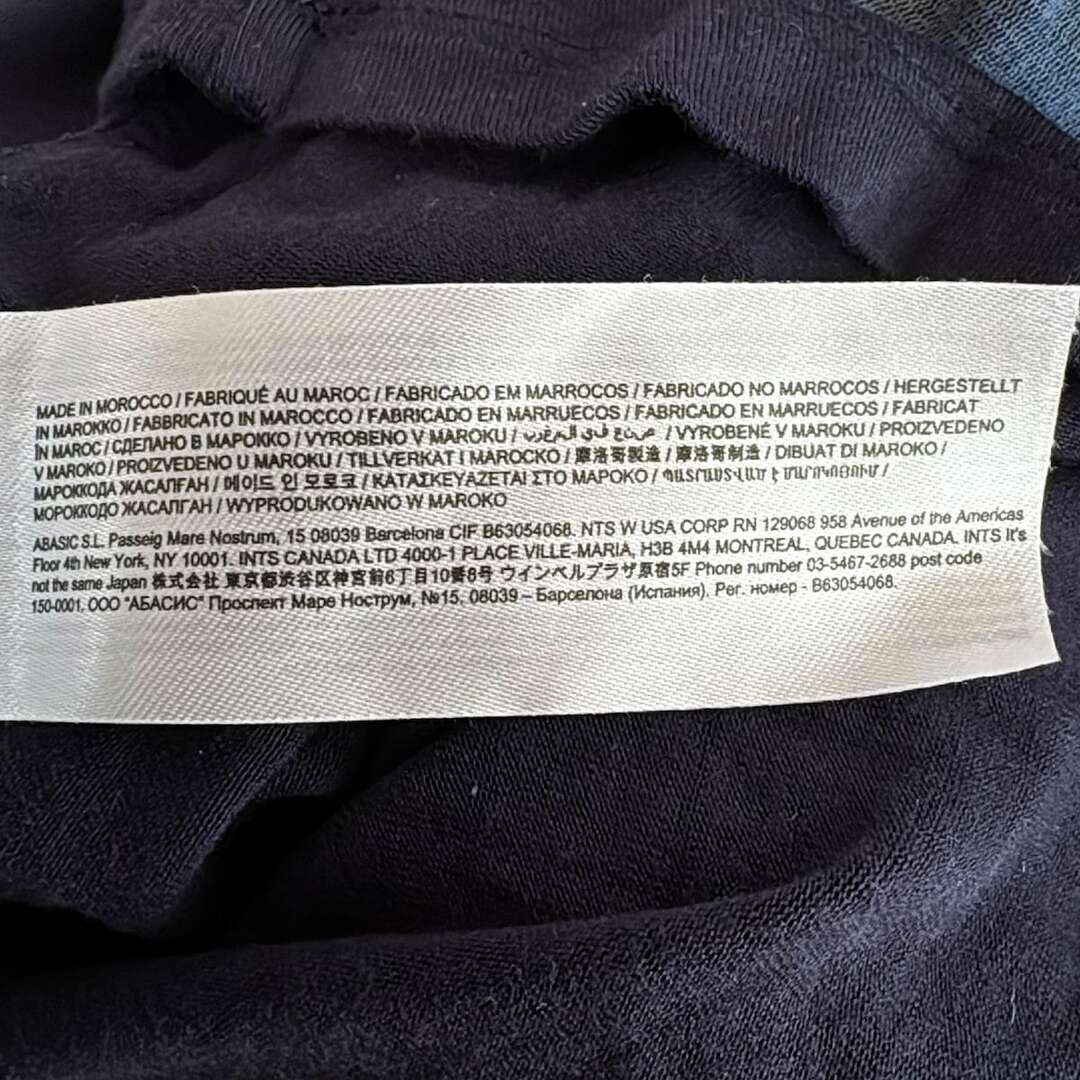 MADE IN MOROCCO / FABRIQUÉ AU MAROC / FABRICADO EM MARROCOS / FABRICADO NO MARROCOS / HERGESTELLT
IN MAROKKO / FABBRICATO IN MAROCCO / FABRICADO EN MARRUECOS / FABRICADO EN MARRUECOS / FABRICAT
ÎN MAROC / СДЕЛАНО В МАРОККО / VYROBENO V MAROKU / صنع في المغرب / VYROBENÉ V MAROKU / PROIZVEDENO
V MAROKO / PROIZVEDENO U MAROKU / TILLVERKAT I MAROCKO / 摩洛哥製造 / 摩洛哥制造 / DIBUAT DI MAROKO /
МАРОККОДА ЖАСАЛҒАН / 메이드 인 모로코 / ΚΑΤΑΣΚΕΥΑΖΕΤΑΙ ΣΤΟ ΜΑΡΟΚΟ / ՊԱՏՐԱՍՏՎԱԾ Է ՄԱՐՈԿՈՅՈՒՄ /
МОРОККОДО ЖАСАЛГАН / WYPRODUKOWANO W MAROKO
ABASIC S.L. Passeig Mare Nostrum, 15 08039 Barcelona CIF B63054068. NTS W USA CORP RN 129068 958 Avenue of the Americas
Floor 4th New York, NY 10001. INTS CANADA LTD 4000-1 PLACE VILLE-MARIA, H3B 4M4 MONTREAL, QUEBEC CANADA. INTS It's
not the same Japan 株式会社 東京都渋谷区神宮前6丁目10番8号 ウインベルプラザ原宿5F Phone number 03-5467-2688 post code
150-0001, ООО "АБАСИС" Проспект Маре Нострум, №15, 08039 – Барселона (Испания). Рег. номер - B63054068.